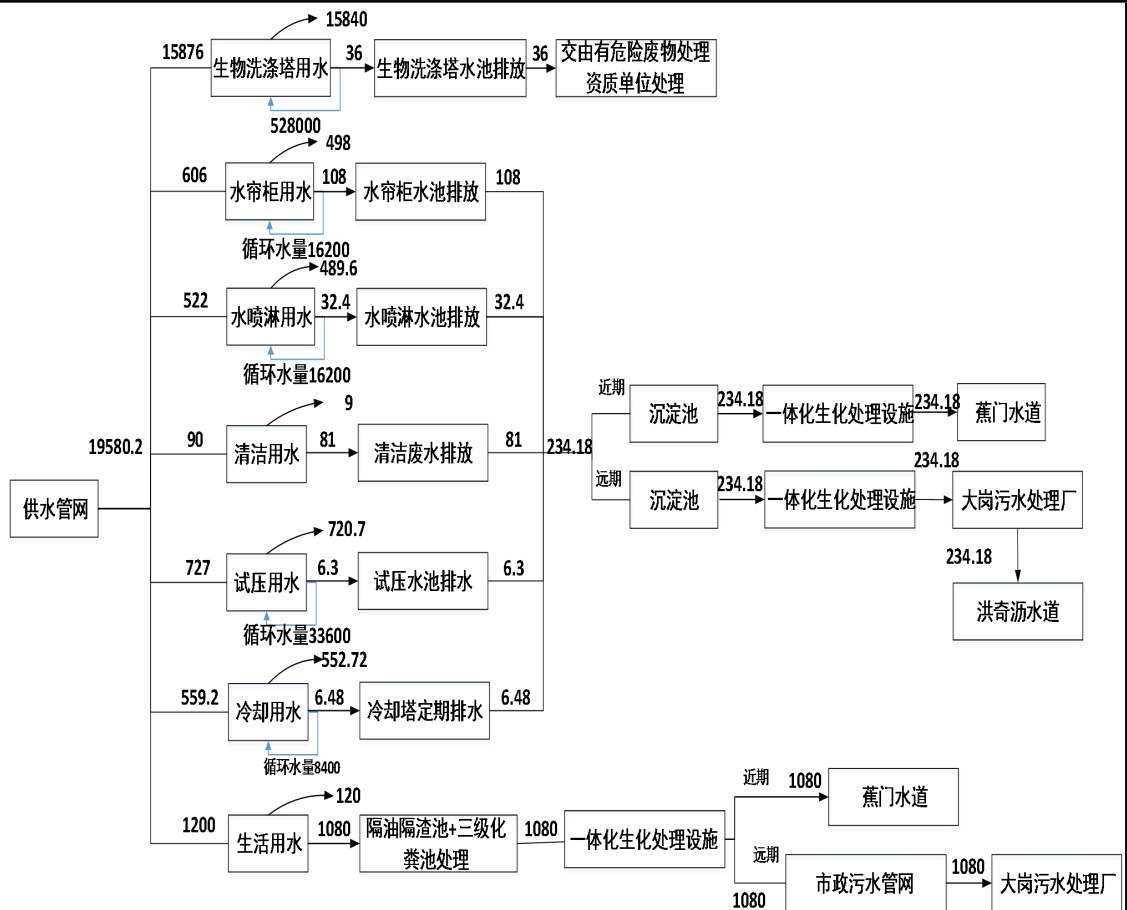 15840
15876
生物洗涤塔用水
36
生物洗涤塔水池排放
36
交由有危险废物处理
资质单位处理
528000
498
606
水帘柜用水
108
水帘柜水池排放
108
循环水量16200
489.6
522
水喷淋用水
32.4
水喷淋水池排放
32.4
循环水量16200
9
19580.2
90
清洁用水
81
清洁废水排放
81
234.18
近期
沉淀池
234.18
一体化生化处理设施
234.18
蕉门水道
远期
沉淀池
234.18
一体化生化处理设施
234.18
大岗污水处理厂
234.18
洪奇沥水道
供水管网
720.7
727
试压用水
6.3
试压水池排水
6.3
循环水量33600
552.72
559.2
冷却用水
6.48
冷却塔定期排水
6.48
循环水量8400
120
1200
生活用水
1080
隔油隔渣池+三级化
粪池处理
1080
一体化生化处理设施
近期
1080
蕉门水道
远期
1080
市政污水管网
1080
大岗污水处理厂